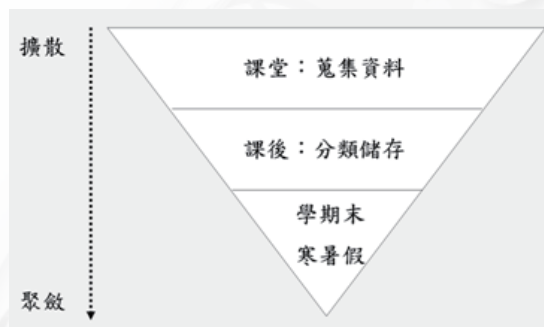 擴散
課堂：蒐集資料
課後：分類儲存
學期末
寒暑假
聚斂